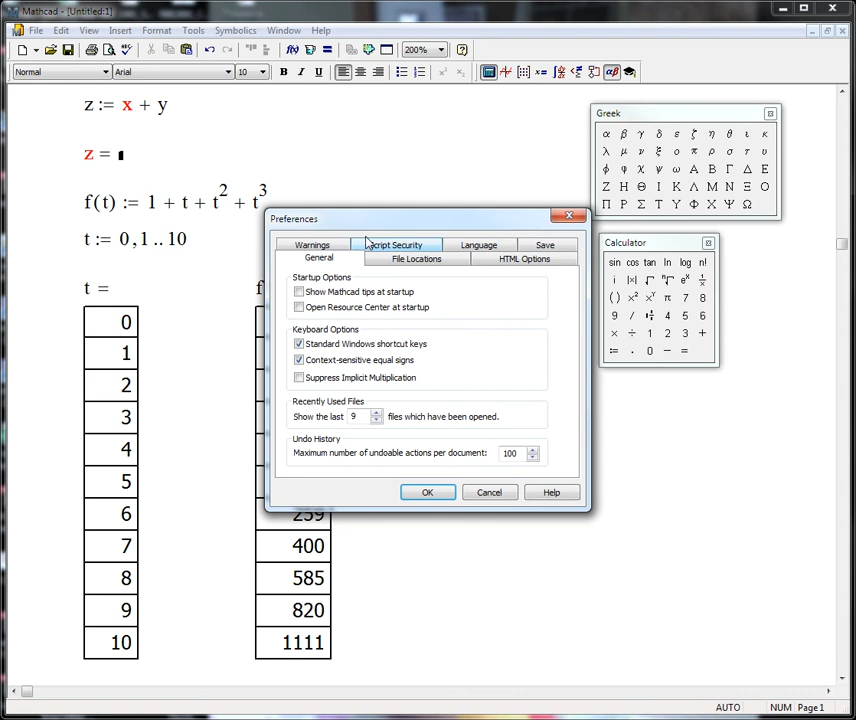 Mathcad - [Untitled:1]
File Edit View Insert Format Tools Symbolics Window Help
200%
Normal Arial 10 B I U
z := x + y
z =
f(t) := 1 + t + t² + t³
t := 0,1 .. 10
t = f
0
1
2
3
4
5
6 259
7 400
8 585
9 820
10 1111
Preferences
Warnings Script Security Language Save
General File Locations HTML Options
Startup Options
Show Mathcad tips at startup
Open Resource Center at startup
Keyboard Options
Standard Windows shortcut keys
Context-sensitive equal signs
Suppress Implicit Multiplication
Recently Used Files
Show the last 9 files which have been opened.
Undo History
Maximum number of undoable actions per document: 100
OK Cancel Help
Greek
α β γ δ ε ζ η θ ι κ
λ μ ν ξ ο π ρ σ τ υ
ϕ φ χ ψ ω Α Β Γ Δ Ε
Ζ Η Θ Ι Κ Λ Μ Ν Ξ Ο
Π Ρ Σ Τ Υ Φ Χ Ψ Ω
Calculator
sin cos tan ln log n!
i |×| √ ⁿ√ eˣ 1/x
( ) x² xʸ π 7 8
9 / 4 5 6
× ÷ 1 2 3 +
:= . 0 − =
AUTO NUM Page 1